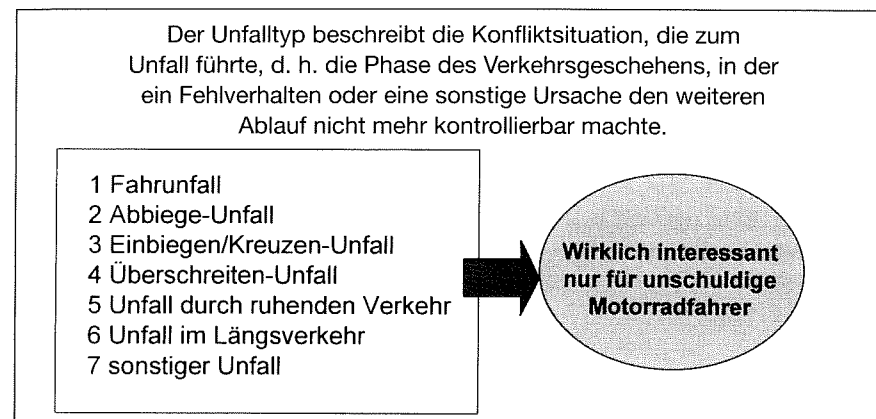 Der Unfalltyp beschreibt die Konfliktsituation, die zum
Unfall führte, d. h. die Phase des Verkehrsgeschehens, in der
ein Fehlverhalten oder eine sonstige Ursache den weiteren
Ablauf nicht mehr kontrollierbar machte.
1 Fahrunfall
2 Abbiege-Unfall
3 Einbiegen/Kreuzen-Unfall
4 Überschreiten-Unfall
5 Unfall durch ruhenden Verkehr
6 Unfall im Längsverkehr
7 sonstiger Unfall
Wirklich interessant
nur für unschuldige
Motorradfahrer